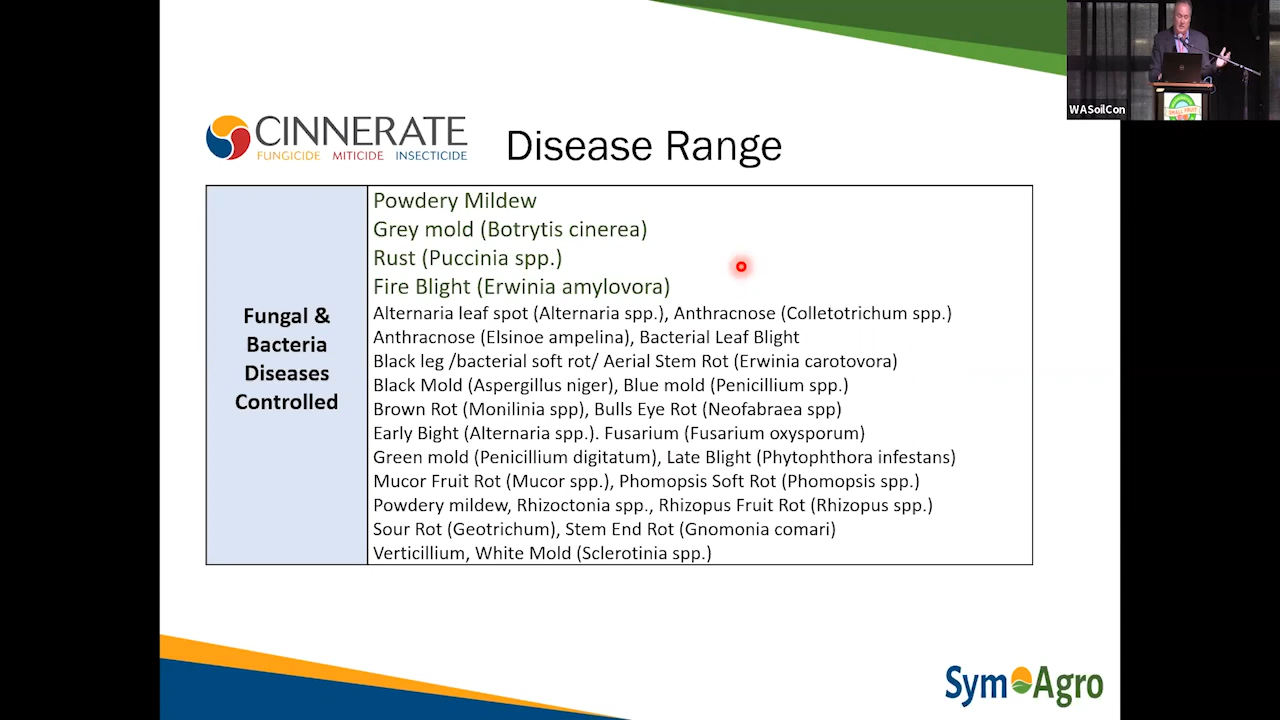 WASoilCon
SMALL FRUIT
CINNERATE
FUNGICIDE MITICIDE INSECTICIDE
Disease Range
Fungal &
Bacteria
Diseases
Controlled
Powdery Mildew
Grey mold (Botrytis cinerea)
Rust (Puccinia spp.)
Fire Blight (Erwinia amylovora)
Alternaria leaf spot (Alternaria spp.), Anthracnose (Colletotrichum spp.)
Anthracnose (Elsinoe ampelina), Bacterial Leaf Blight
Black leg /bacterial soft rot/ Aerial Stem Rot (Erwinia carotovora)
Black Mold (Aspergillus niger), Blue mold (Penicillium spp.)
Brown Rot (Monilinia spp), Bulls Eye Rot (Neofabraea spp)
Early Bight (Alternaria spp.). Fusarium (Fusarium oxysporum)
Green mold (Penicillium digitatum), Late Blight (Phytophthora infestans)
Mucor Fruit Rot (Mucor spp.), Phomopsis Soft Rot (Phomopsis spp.)
Powdery mildew, Rhizoctonia spp., Rhizopus Fruit Rot (Rhizopus spp.)
Sour Rot (Geotrichum), Stem End Rot (Gnomonia comari)
Verticillium, White Mold (Sclerotinia spp.)
SymAgro